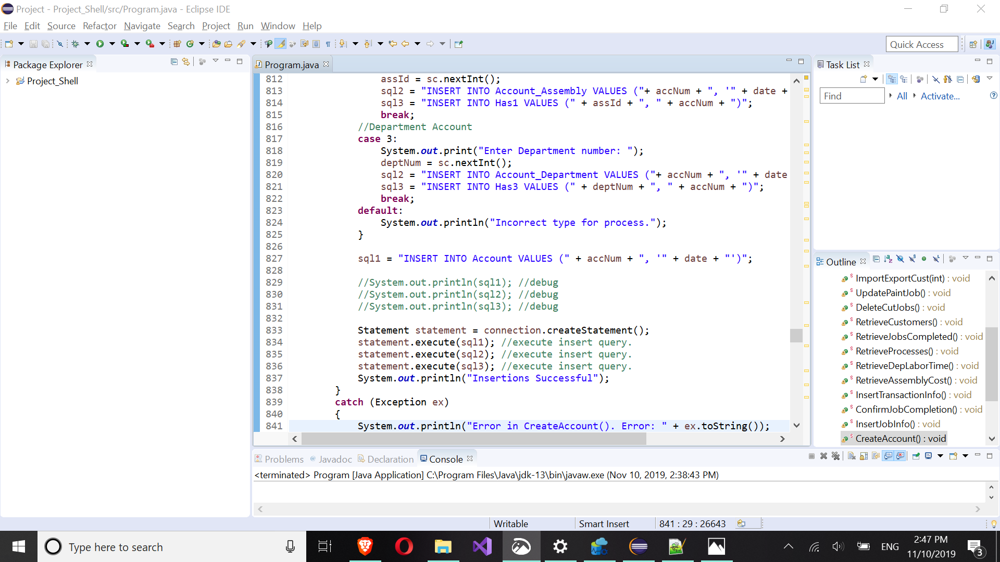 Project - Project_Shell/src/Program.java - Eclipse IDE
File Edit Source Refactor Navigate Search Project Run Window Help
Quick Access
Package Explorer
Project_Shell
Program.java
812 assId = sc.nextInt();
813 sql2 = "INSERT INTO Account_Assembly VALUES ("+ accNum + ", '" + date +
814 sql3 = "INSERT INTO Has1 VALUES (" + assId + ", " + accNum + ")";
815 break;
816 //Department Account
817 case 3:
818 System.out.print("Enter Department number: ");
819 deptNum = sc.nextInt();
820 sql2 = "INSERT INTO Account_Department VALUES ("+ accNum + ", '" + date
821 sql3 = "INSERT INTO Has3 VALUES (" + deptNum + ", " + accNum + ")";
822 break;
823 default:
824 System.out.println("Incorrect type for process.");
825 }
826
827 sql1 = "INSERT INTO Account VALUES (" + accNum + ", '" + date + "')";
828
829 //System.out.println(sql1); //debug
830 //System.out.println(sql2); //debug
831 //System.out.println(sql3); //debug
832
833 Statement statement = connection.createStatement();
834 statement.execute(sql1); //execute insert query.
835 statement.execute(sql2); //execute insert query.
836 statement.execute(sql3); //execute insert query.
837 System.out.println("Insertions Successful");
838 }
839 catch (Exception ex)
840 {
841 System.out.println("Error in CreateAccount(). Error: " + ex.toString());
Task List
Find All Activate...
Outline
ImportExportCust(int) : void
UpdatePaintJob() : void
DeleteCutJobs() : void
RetrieveCustomers() : void
RetrieveJobsCompleted() : void
RetrieveProcesses() : void
RetrieveDepLaborTime() : void
RetrieveAssemblyCost() : void
InsertTransactionInfo() : void
ConfirmJobCompletion() : void
InsertJobInfo() : void
CreateAccount() : void
Problems @ Javadoc Declaration Console
<terminated> Program [Java Application] C:\Program Files\Java\jdk-13\bin\javaw.exe (Nov 10, 2019, 2:38:43 PM)
Writable Smart Insert 841 : 29 : 26643
Type here to search
ENG
2:47 PM
11/10/2019
3